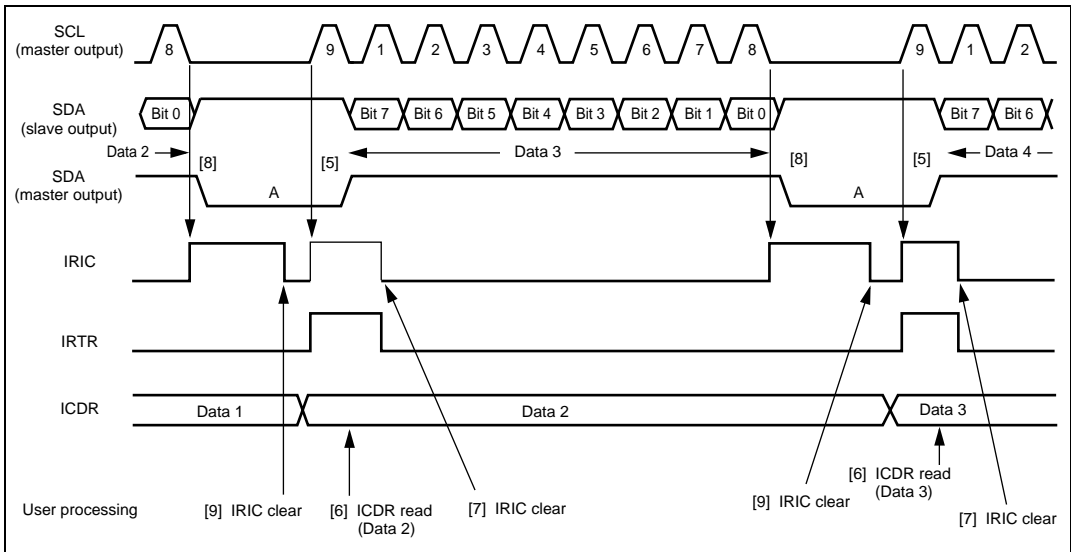 SCL
(master output)
8 9 1 2 3 4 5 6 7 8 9 1 2
SDA
(slave output)
Bit 0 Bit 7 Bit 6 Bit 5 Bit 4 Bit 3 Bit 2 Bit 1 Bit 0 Bit 7 Bit 6
Data 2 [8] [5] Data 3 [8] [5] Data 4
SDA
(master output)
A A
IRIC
IRTR
ICDR
Data 1 Data 2 Data 3
User processing
[9] IRIC clear
[6] ICDR read
(Data 2)
[7] IRIC clear
[9] IRIC clear
[6] ICDR read
(Data 3)
[7] IRIC clear